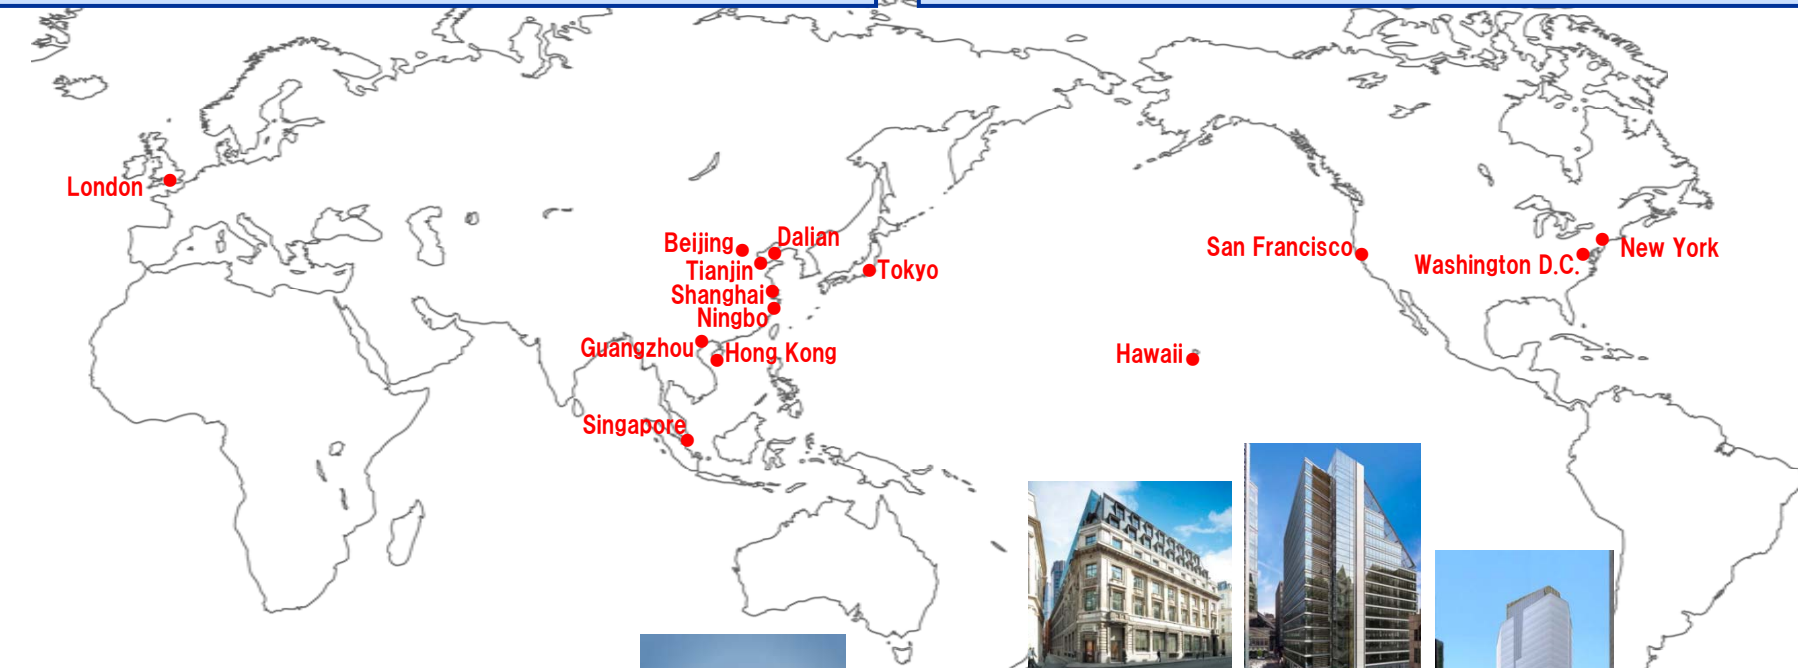 London
Beijing
Dalian
Tianjin
Tokyo
Shanghai
Ningbo
Guangzhou
Hong Kong
Singapore
San Francisco
Washington D.C.
New York
Hawaii